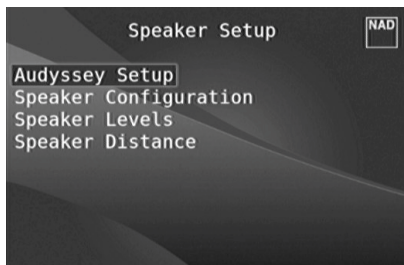 Speaker Setup
NAD
Audyssey Setup
Speaker Configuration
Speaker Levels
Speaker Distance